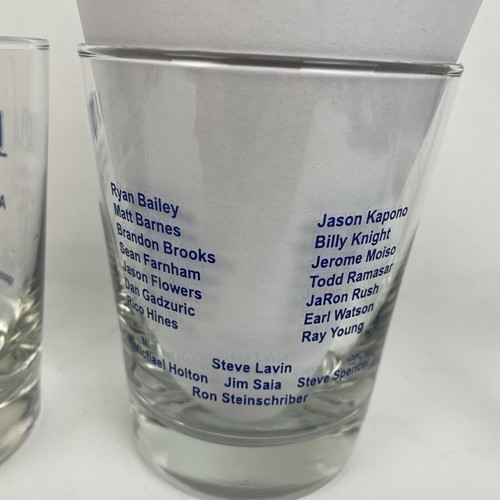 Ryan Bailey
Matt Barnes
Brandon Brooks
Sean Farnham
Jason Flowers
Dan Gadzuric
Rico Hines
Jason Kapono
Billy Knight
Jerome Moiso
Todd Ramasar
JaRon Rush
Earl Watson
Ray Young
Steve Lavin
Michael Holton Jim Saia Steve Spencer
Ron Steinschriber